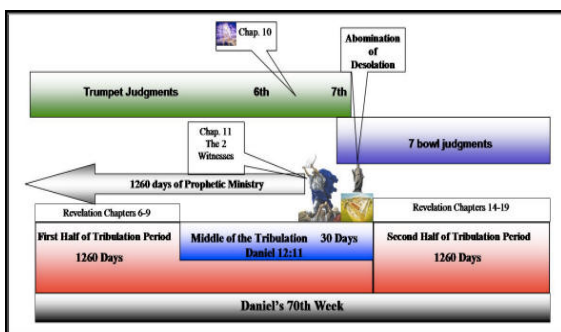 Chap. 10
Abomination
of
Desolation
Trumpet Judgments 6th 7th
Chap. 11
The 2
Witnesses
7 bowl judgments
1260 days of Prophetic Ministry
Revelation Chapters 6-9
Revelation Chapters 14-19
First Half of Tribulation Period
1260 Days
Middle of the Tribulation 30 Days
Daniel 12:11
Second Half of Tribulation Period
1260 Days
Daniel's 70th Week